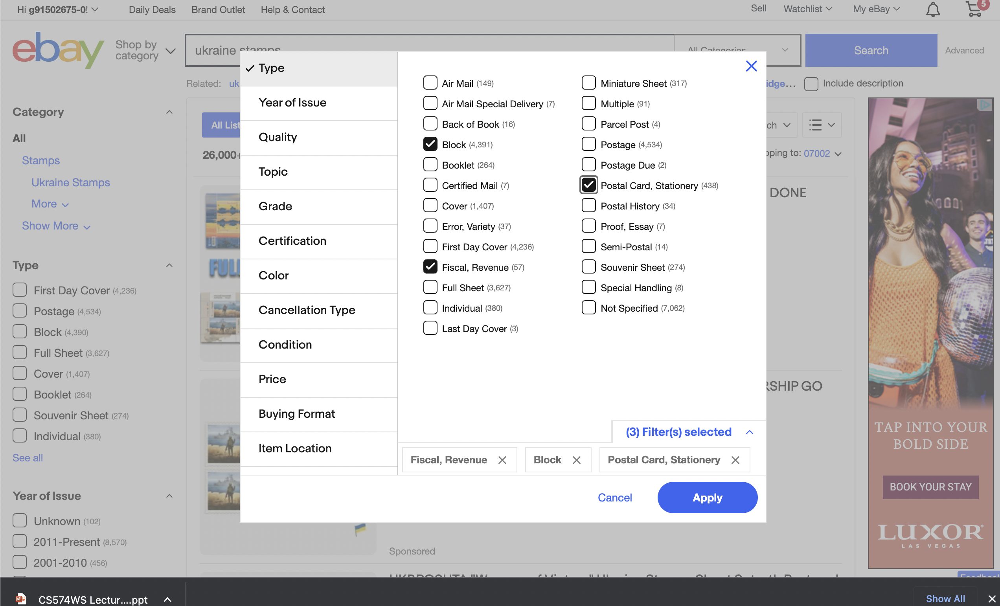 Hi g91502675-0!
Daily Deals
Brand Outlet
Help & Contact
Sell
Watchlist
My eBay
5
ebay
Shop by
category
ukraine stamps
All Categories
Search
Advanced
Related:
uk
idge...
Include description
Category
All
Stamps
Ukraine Stamps
More
Show More
Type
First Day Cover (4,236)
Postage (4,534)
Block (4,390)
Full Sheet (3,627)
Cover (1,407)
Booklet (264)
Souvenir Sheet (274)
Individual (380)
See all
Year of Issue
Unknown (102)
2011-Present (8,570)
2001-2010 (456)
All List
26,000+
FULL
Type
Year of Issue
Quality
Topic
Grade
Certification
Color
Cancellation Type
Condition
Price
Buying Format
Item Location
Air Mail (149)
Air Mail Special Delivery (7)
Back of Book (16)
Block (4,391)
Booklet (264)
Certified Mail (7)
Cover (1,407)
Error, Variety (37)
First Day Cover (4,236)
Fiscal, Revenue (57)
Full Sheet (3,627)
Individual (380)
Last Day Cover (3)
Miniature Sheet (317)
Multiple (91)
Parcel Post (4)
Postage (4,534)
Postage Due (2)
Postal Card, Stationery (438)
Postal History (34)
Proof, Essay (7)
Semi-Postal (14)
Souvenir Sheet (274)
Special Handling (8)
Not Specified (7,062)
(3) Filter(s) selected
Fiscal, Revenue
Block
Postal Card, Stationery
Cancel
Apply
ch
pping to: 07002
DONE
RSHIP GO
Sponsored
TAP INTO YOUR
BOLD SIDE
BOOK YOUR STAY
LUXOR
LAS VEGAS
CS574WS Lectur....ppt
Show All